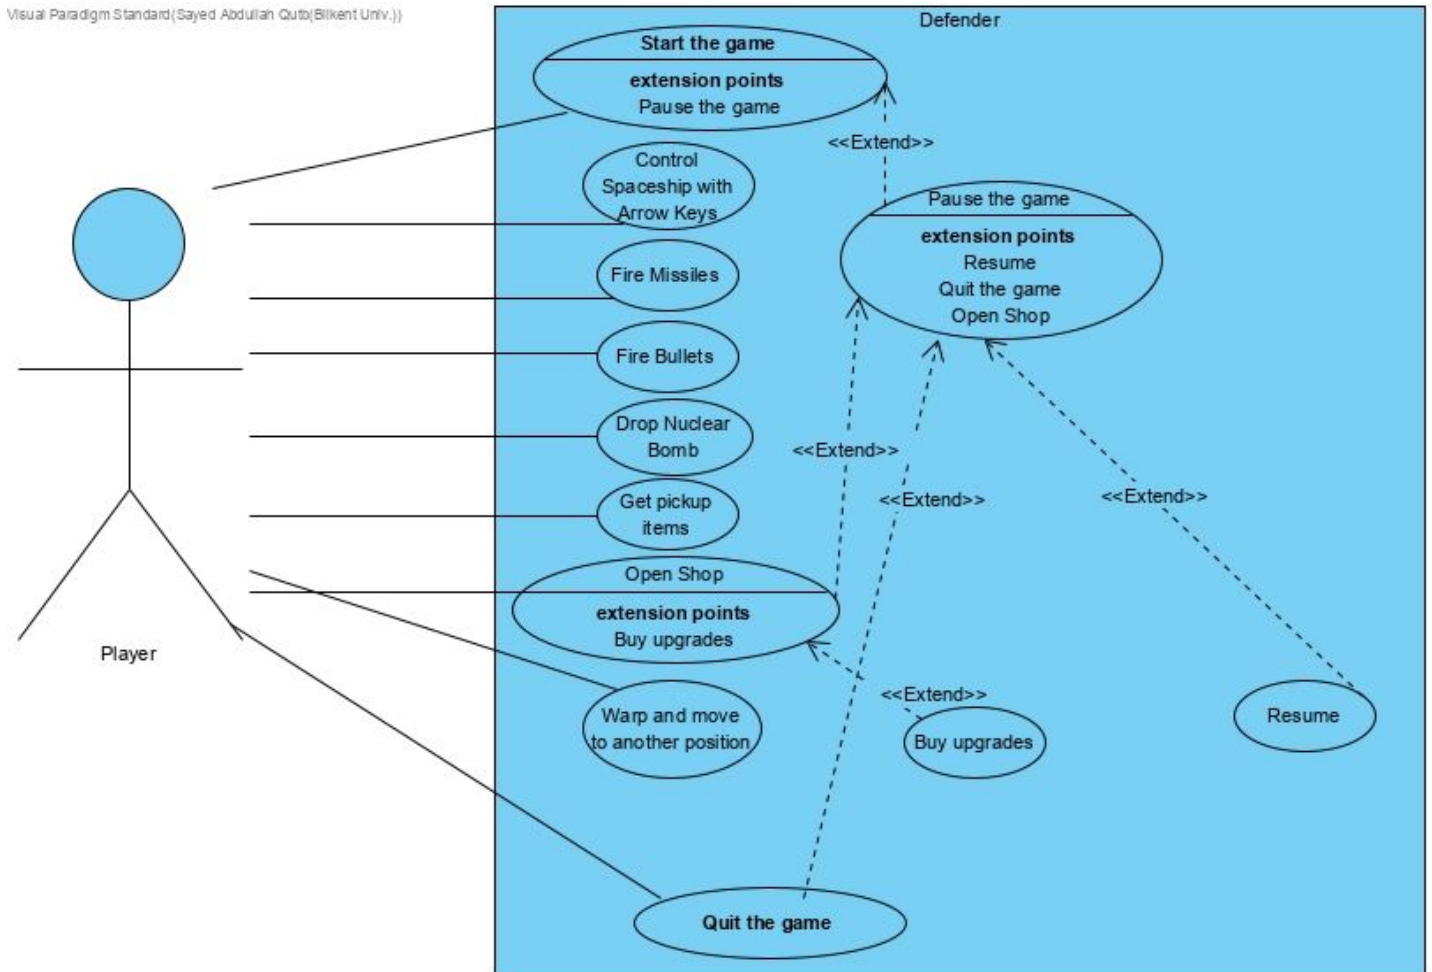 Visual Paradigm Standard(Sayed Abdullah Qutb(Bilkent Univ.))
Defender
Start the game
extension points
Pause the game
<<Extend>>
Control
Spaceship with
Arrow Keys
Pause the game
extension points
Resume
Quit the game
Open Shop
Fire Missiles
Fire Bullets
Drop Nuclear
Bomb
<<Extend>>
<<Extend>>
<<Extend>>
Get pickup
items
Open Shop
extension points
Buy upgrades
Player
<<Extend>>
Warp and move
to another position
Buy upgrades
Resume
Quit the game